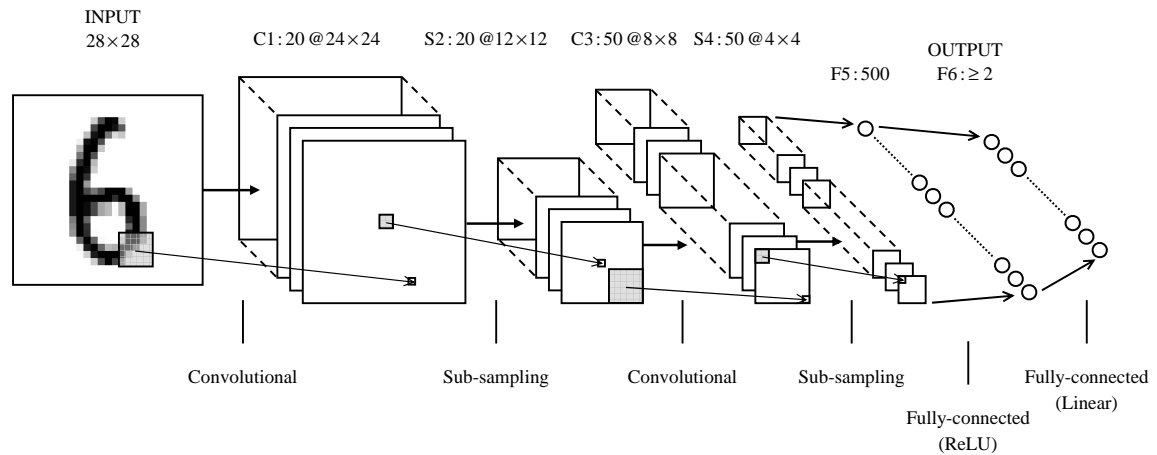 INPUT
28×28
C1:20@24×24
S2:20@12×12
C3:50@8×8
S4:50@4×4
F5:500
OUTPUT
F6:≥2
Convolutional
Sub-sampling
Convolutional
Sub-sampling
Fully-connected
(ReLU)
Fully-connected
(Linear)